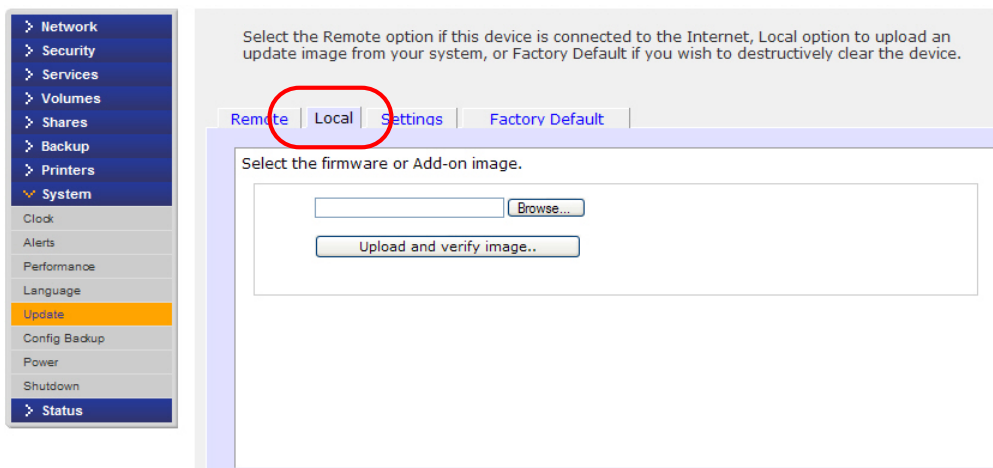 Network
Security
Services
Volumes
Shares
Backup
Printers
System
Clock
Alerts
Performance
Language
Update
Config Backup
Power
Shutdown
Status
Select the Remote option if this device is connected to the Internet, Local option to upload an
update image from your system, or Factory Default if you wish to destructively clear the device.
Remote Local Settings Factory Default
Select the firmware or Add-on image.
Browse...
Upload and verify image..